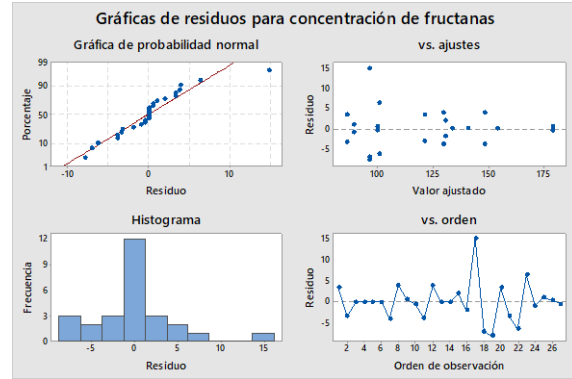 Gráficas de residuos para concentración de fructanas
Gráfica de probabilidad normal
99
90
50
10
1
Porcentaje
-10 0 10
Residuo
vs. ajustes
15
10
5
0
-5
Residuo
100 125 150 175
Valor ajustado
Histograma
12
9
6
3
0
Frecuencia
-5 0 5 10 15
Residuo
vs. orden
15
10
5
0
-5
Residuo
2 4 6 8 10 12 14 16 18 20 22 24 26
Orden de observación